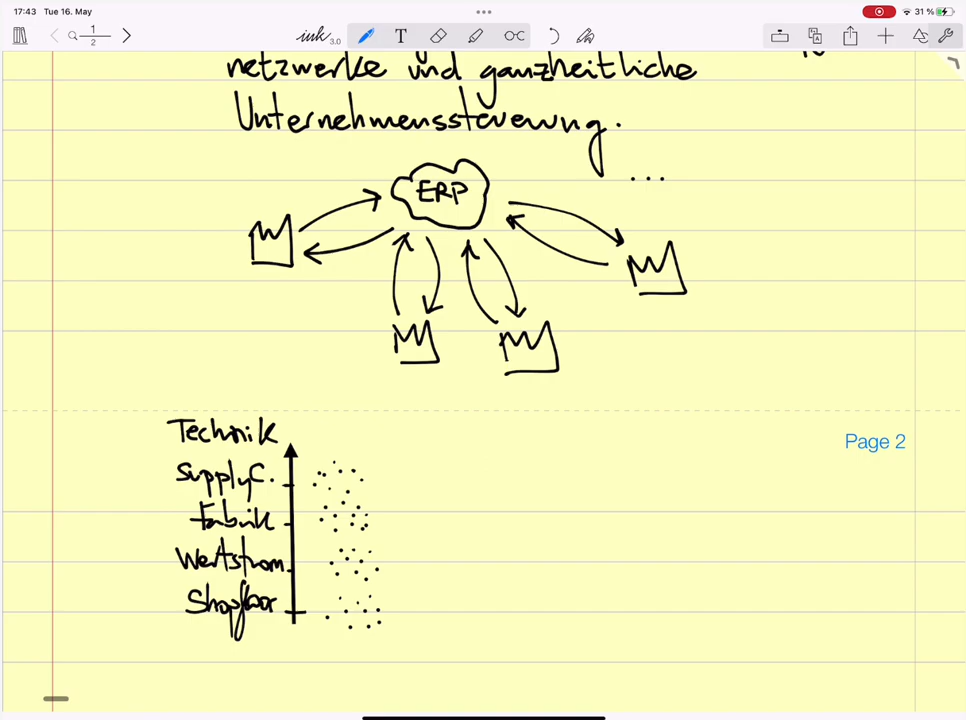 17:43 Tue 16. May
31 %
1
2
ink 3.0
T
netzwerke und ganzheitliche
Unternehmenssteuerung.
...
ERP
Technik
Page 2
SupplyC.
Fabrik
Wertstrom
Shopfloor